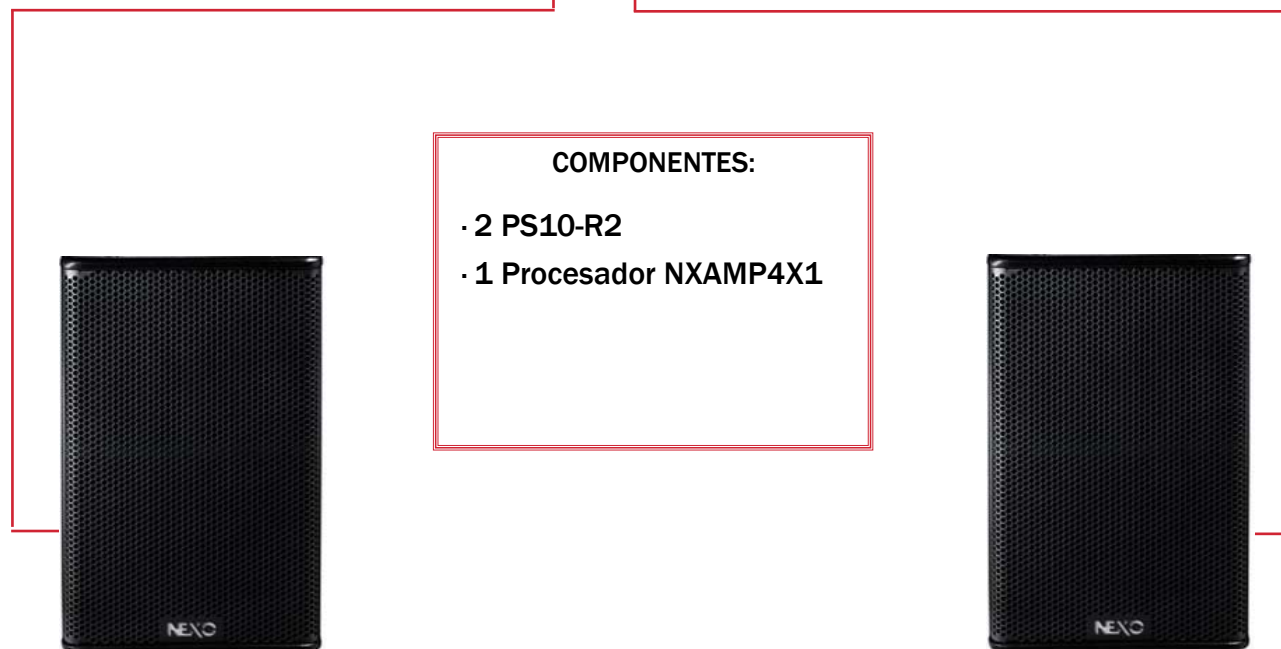 COMPONENTES:
· 2 PS10-R2
· 1 Procesador NXAMP4X1
NEXO
NEXO